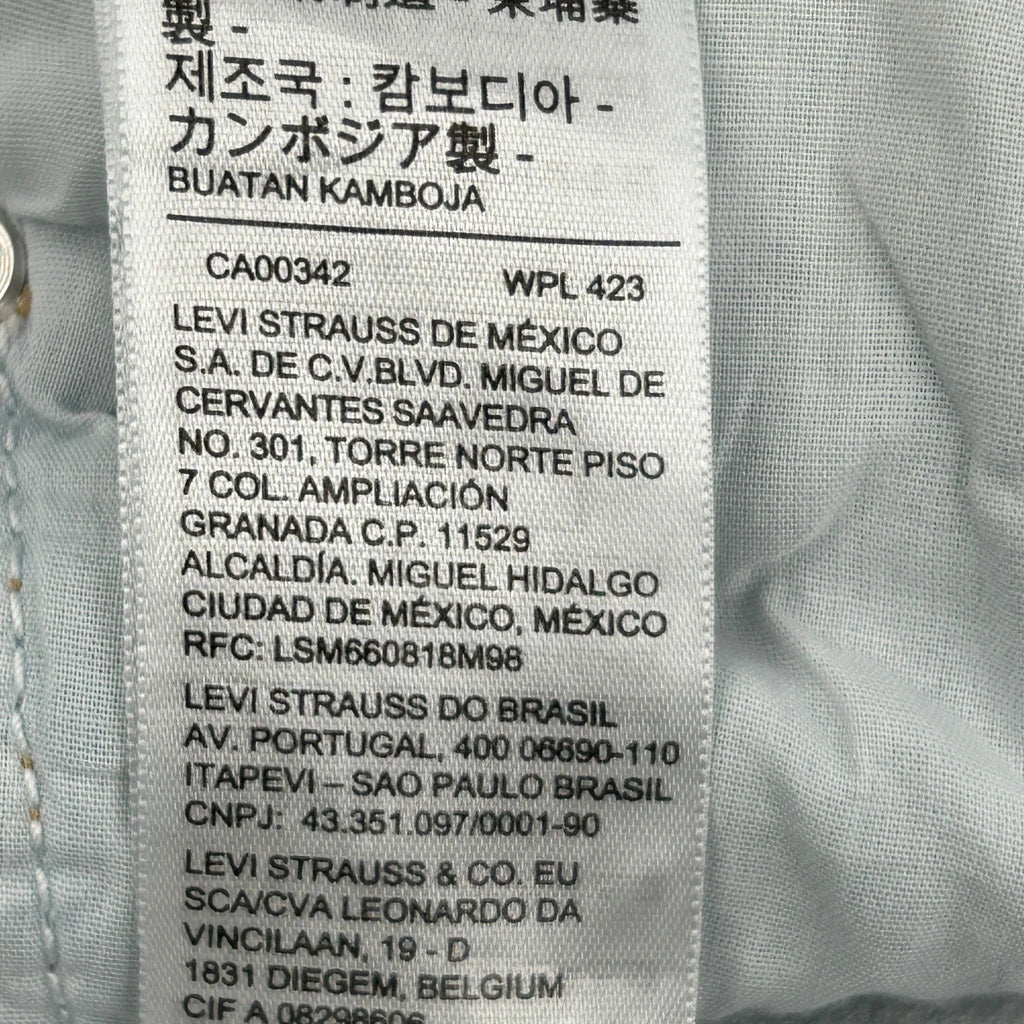 製 -
제조국 : 캄보디아 -
カンボジア製 -
BUATAN KAMBOJA
CA00342 WPL 423
LEVI STRAUSS DE MÉXICO
S.A. DE C.V.BLVD. MIGUEL DE
CERVANTES SAAVEDRA
NO. 301, TORRE NORTE PISO
7 COL. AMPLIACIÓN
GRANADA C.P. 11529
ALCALDÍA. MIGUEL HIDALGO
CIUDAD DE MÉXICO, MÉXICO
RFC: LSM660818M98
LEVI STRAUSS DO BRASIL
AV. PORTUGAL, 400 06690-110
ITAPEVI – SAO PAULO BRASIL
CNPJ: 43.351.097/0001-90
LEVI STRAUSS & CO. EU
SCA/CVA LEONARDO DA
VINCILAAN, 19 - D
1831 DIEGEM, BELGIUM
CIF A 08298606